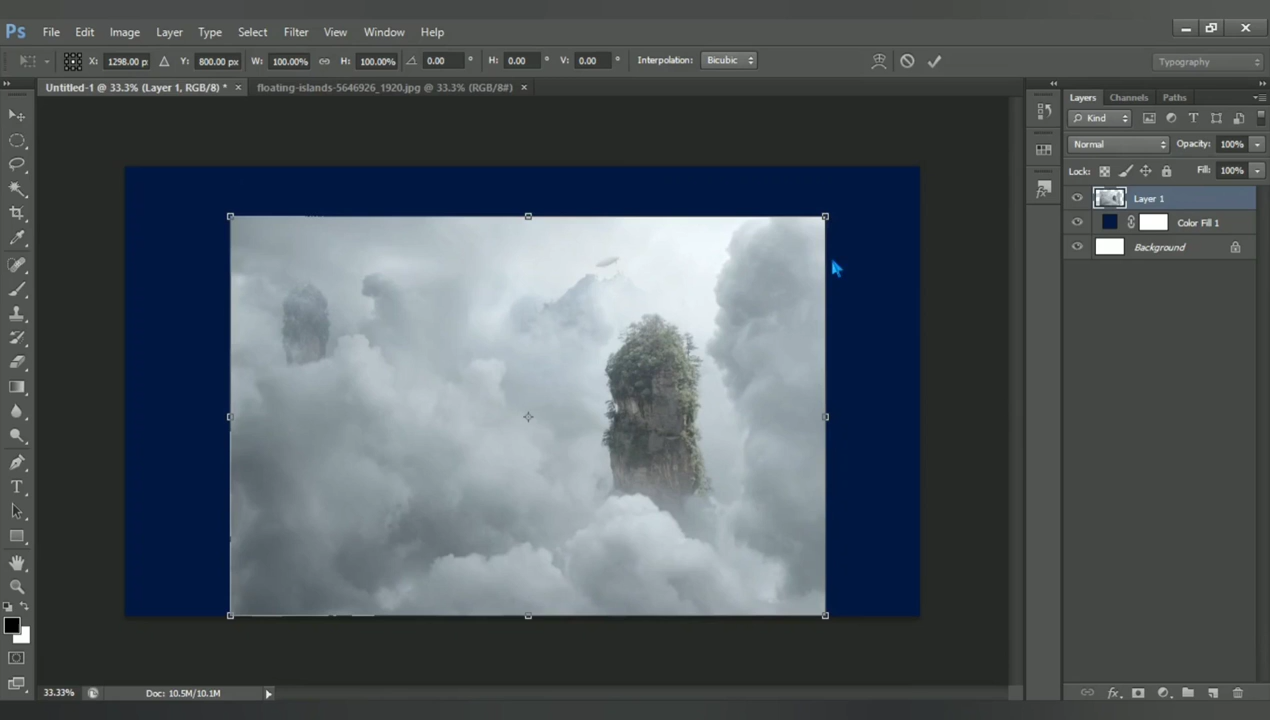 Ps File Edit Image Layer Type Select Filter View Window Help
X: 1298.00 p Y: 800.00 px W: 100.00% H: 100.00% 0.00 ° H: 0.00 ° V: 0.00 ° Interpolation: Bicubic Typography
Untitled-1 @ 33.3% (Layer 1, RGB/8) * × floating-islands-5646926_1920.jpg @ 33.3% (RGB/8#) ×
Layers Channels Paths
Kind
Normal Opacity: 100%
Lock: Fill: 100%
Layer 1
Color Fill 1
Background
33.33% Doc: 10.5M/10.1M